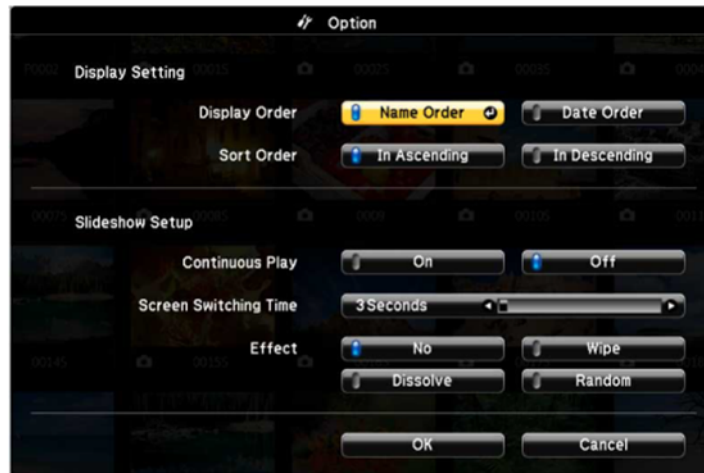 Option
Display Setting
Display Order Name Order Date Order
Sort Order In Ascending In Descending
Slideshow Setup
Continuous Play On Off
Screen Switching Time 3Seconds
Effect No Wipe
Dissolve Random
OK Cancel